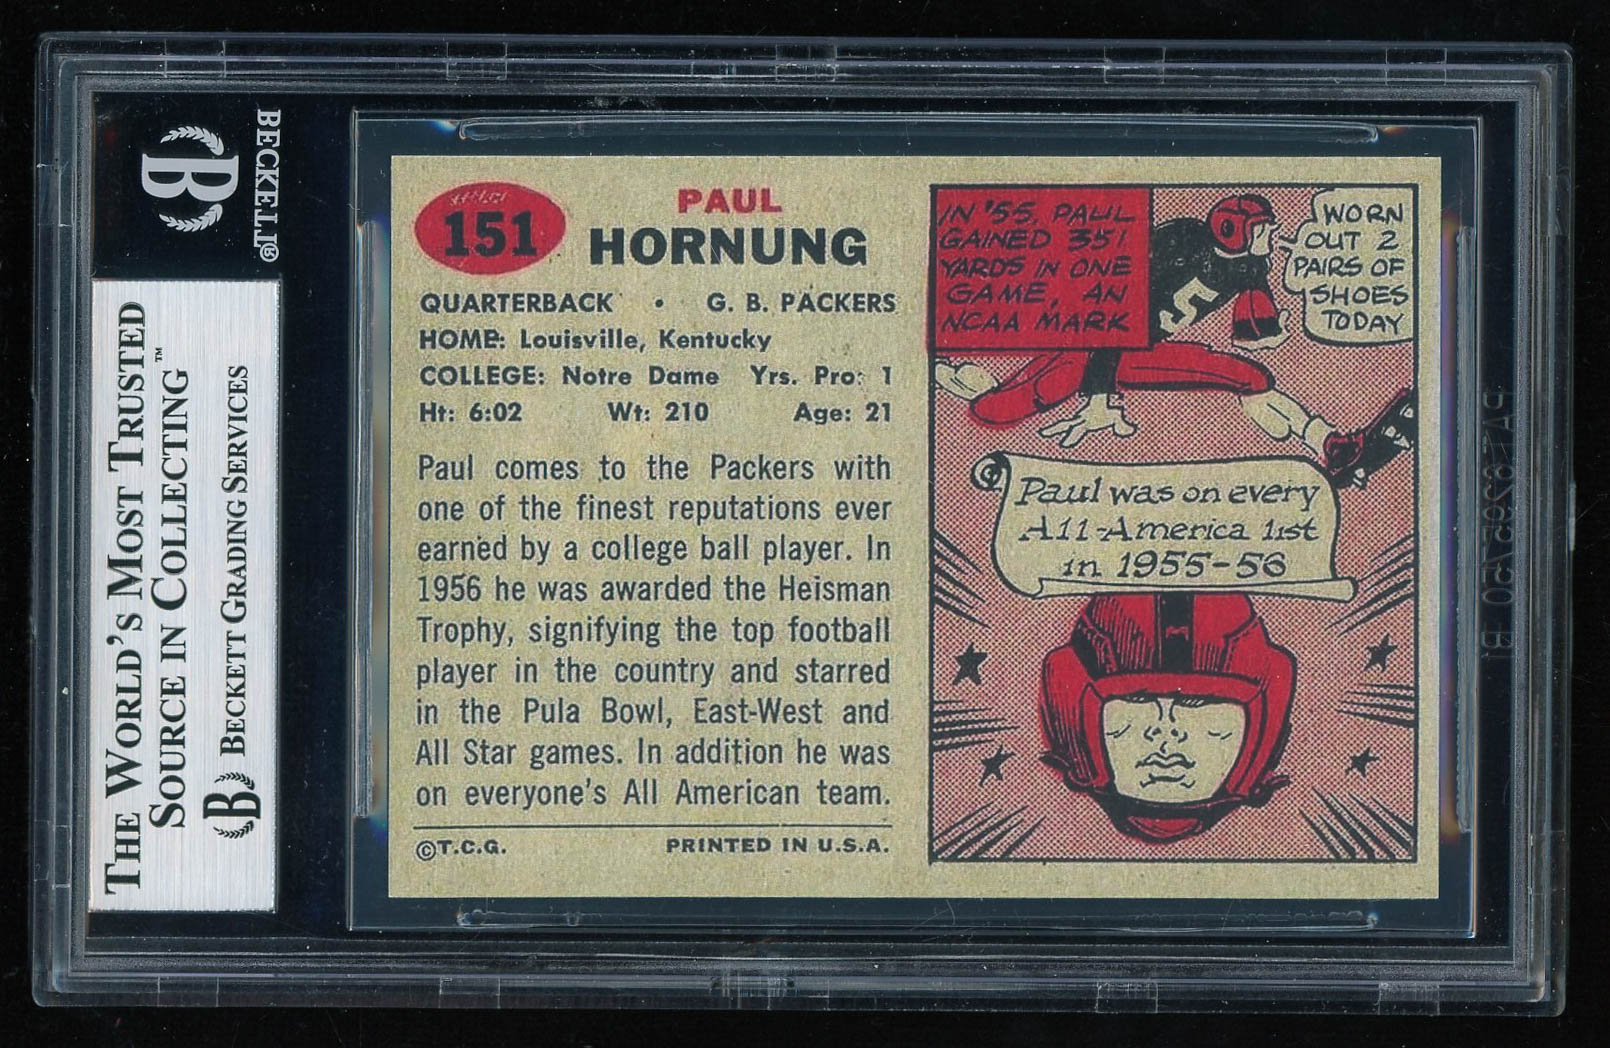 BECKETT®
B
THE WORLD'S MOST TRUSTED
SOURCE IN COLLECTING™
B BECKETT GRADING SERVICES
151
PAUL
HORNUNG
QUARTERBACK • G. B. PACKERS
HOME: Louisville, Kentucky
COLLEGE: Notre Dame Yrs. Pro: 1
Ht: 6:02 Wt: 210 Age: 21
Paul comes to the Packers with
one of the finest reputations ever
earned by a college ball player. In
1956 he was awarded the Heisman
Trophy, signifying the top football
player in the country and starred
in the Pula Bowl, East-West and
All Star games. In addition he was
on everyone's All American team.
©T.C.G. PRINTED IN U.S.A.
IN '55, PAUL
GAINED 351
YARDS IN ONE
GAME, AN
NCAA MARK
5
WORN
OUT 2
PAIRS OF
SHOES
TODAY
Paul was on every
All-America list
in 1955-56